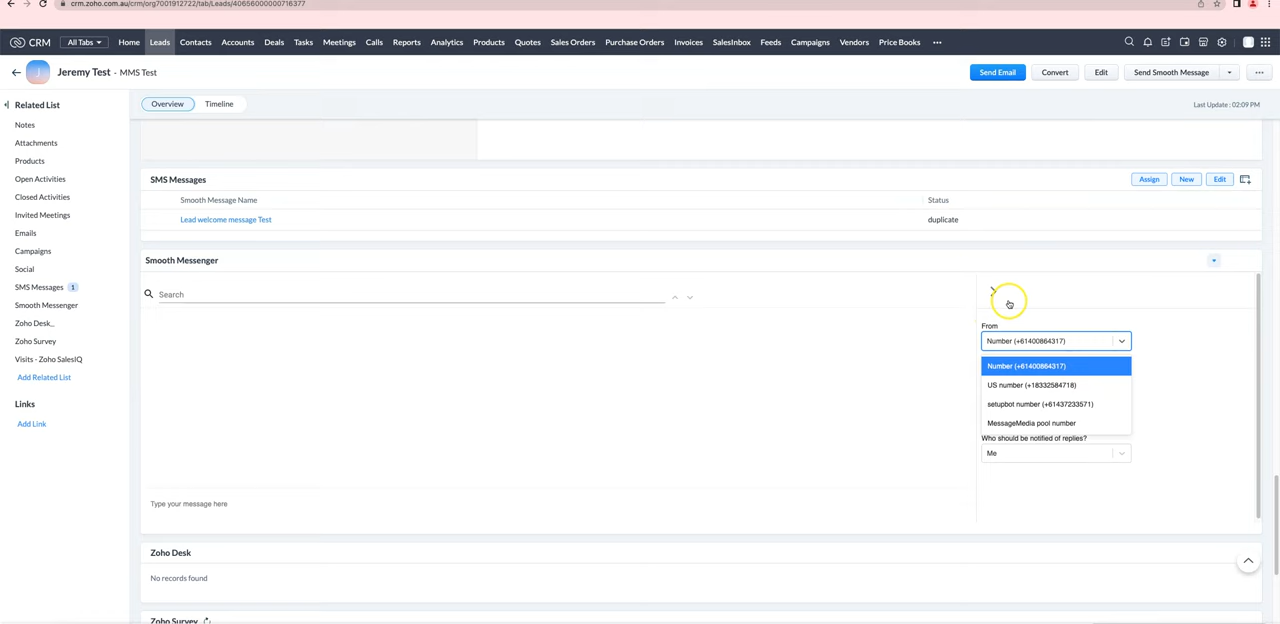 crm.zoho.com.au/crm/org7001912722/tab/Leads/40656000000716377
CRM All Tabs Home Leads Contacts Accounts Deals Tasks Meetings Calls Reports Analytics Products Quotes Sales Orders Purchase Orders Invoices SalesInbox Feeds Campaigns Vendors Price Books
J Jeremy Test - MMS Test Send Email Convert Edit Send Smooth Message
Related List
Notes
Attachments
Products
Open Activities
Closed Activities
Invited Meetings
Emails
Campaigns
Social
SMS Messages 1
Smooth Messenger
Zoho Desk_
Zoho Survey
Visits - Zoho SalesIQ
Add Related List
Links
Add Link
Overview Timeline Last Update : 02:09 PM
SMS Messages Assign New Edit
Smooth Message Name Status
Lead welcome message Test duplicate
Smooth Messenger
Search
From
Number (+61400864317)
Number (+61400864317)
US number (+18332584718)
setupbot number (+61437233571)
MessageMedia pool number
Who should be notified of replies?
Me
Type your message here
Zoho Desk
No records found
Zoho Survey